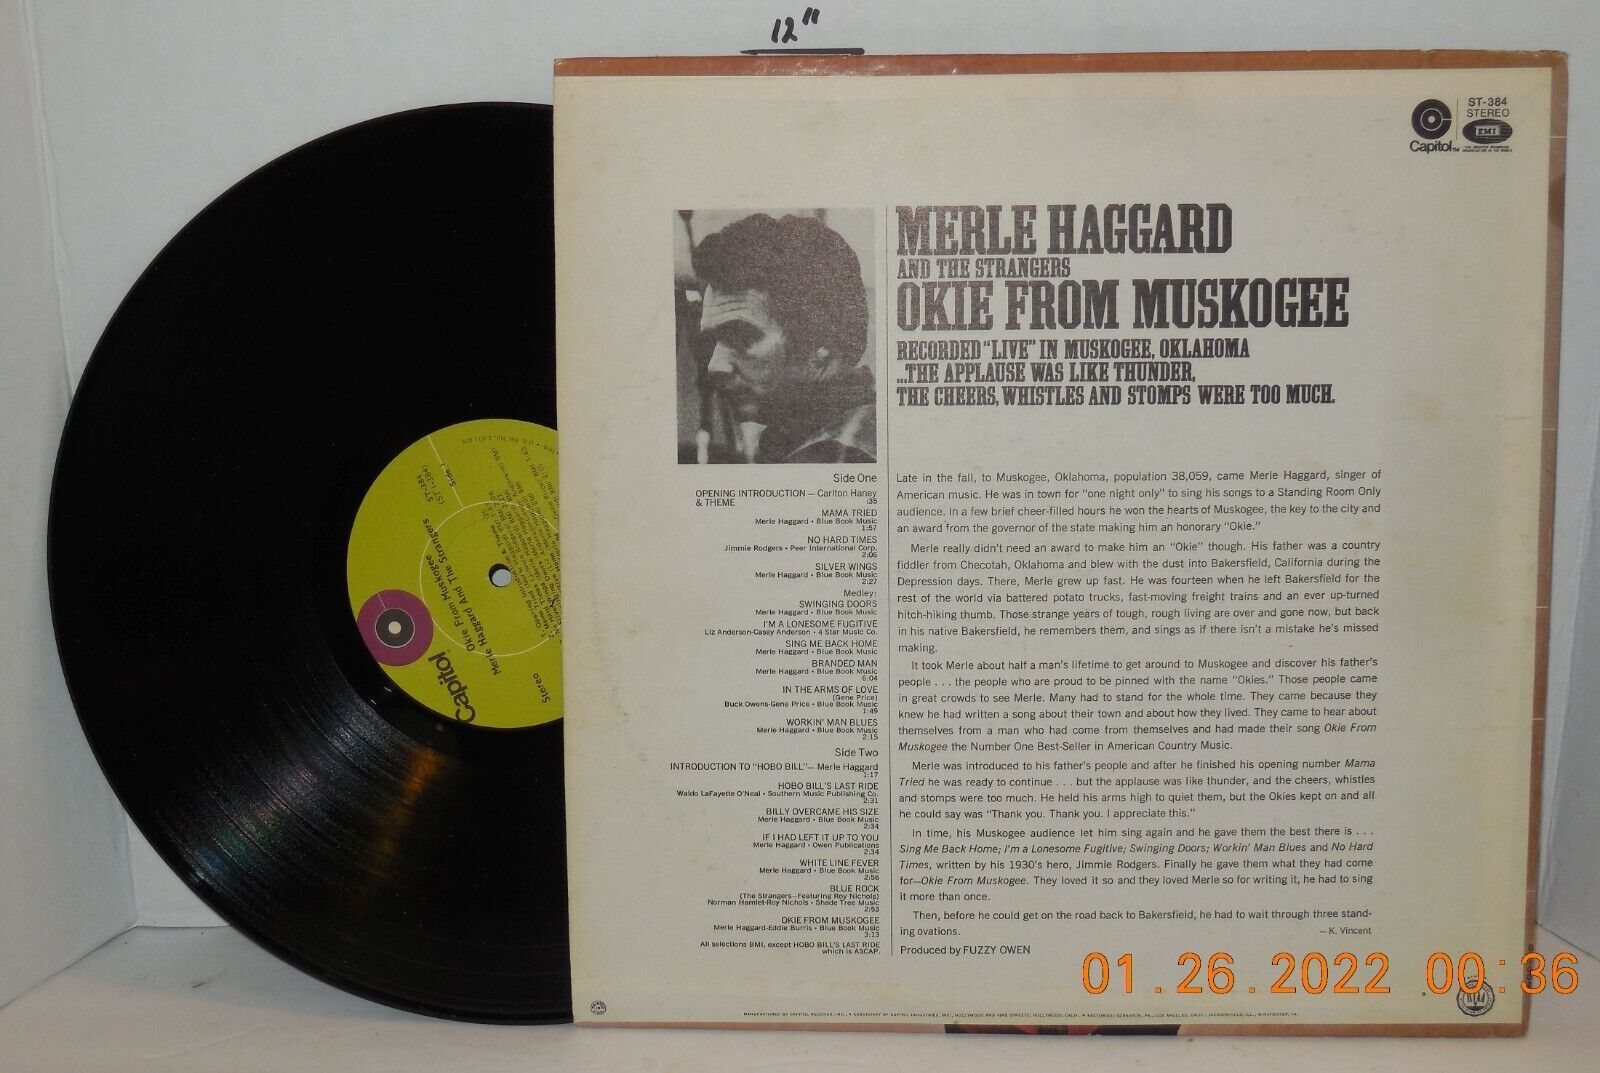 12"
ST-384
STEREO
Capitol™
EMI
MERLE HAGGARD
AND THE STRANGERS
OKIE FROM MUSKOGEE
RECORDED "LIVE" IN MUSKOGEE, OKLAHOMA
...THE APPLAUSE WAS LIKE THUNDER,
THE CHEERS, WHISTLES AND STOMPS WERE TOO MUCH.
Side One
OPENING INTRODUCTION — Carlton Haney
& THEME :35
MAMA TRIED
Merle Haggard • Blue Book Music
1:57
NO HARD TIMES
Jimmie Rodgers • Peer International Corp.
2:06
SILVER WINGS
Merle Haggard • Blue Book Music
2:27
Medley:
SWINGING DOORS
Merle Haggard • Blue Book Music
I'M A LONESOME FUGITIVE
Liz Anderson-Casey Anderson • 4 Star Music Co.
SING ME BACK HOME
Merle Haggard • Blue Book Music
BRANDED MAN
Merle Haggard • Blue Book Music
6:04
IN THE ARMS OF LOVE
(Gene Price)
Buck Owens-Gene Price • Blue Book Music
1:49
WORKIN' MAN BLUES
Merle Haggard • Blue Book Music
2:15
Side Two
INTRODUCTION TO "HOBO BILL"— Merle Haggard
1:17
HOBO BILL'S LAST RIDE
Waldo LaFayette O'Neal • Southern Music Publishing Co.
2:31
BILLY OVERCAME HIS SIZE
Merle Haggard • Blue Book Music
2:34
IF I HAD LEFT IT UP TO YOU
Merle Haggard • Owen Publications
2:34
WHITE LINE FEVER
Merle Haggard • Blue Book Music
2:56
BLUE ROCK
(The Strangers—Featuring Roy Nichols)
Norman Hamlet-Roy Nichols • Shade Tree Music
2:53
OKIE FROM MUSKOGEE
Merle Haggard-Eddie Burris • Blue Book Music
3:13
All selections BMI, except HOBO BILL'S LAST RIDE
which is ASCAP.
Late in the fall, to Muskogee, Oklahoma, population 38,059, came Merle Haggard, singer of
American music. He was in town for "one night only" to sing his songs to a Standing Room Only
audience. In a few brief cheer-filled hours he won the hearts of Muskogee, the key to the city and
an award from the governor of the state making him an honorary "Okie."
Merle really didn't need an award to make him an "Okie" though. His father was a country
fiddler from Checotah, Oklahoma and blew with the dust into Bakersfield, California during the
Depression days. There, Merle grew up fast. He was fourteen when he left Bakersfield for the
rest of the world via battered potato trucks, fast-moving freight trains and an ever up-turned
hitch-hiking thumb. Those strange years of tough, rough living are over and gone now, but back
in his native Bakersfield, he remembers them, and sings as if there isn't a mistake he's missed
making.
It took Merle about half a man's lifetime to get around to Muskogee and discover his father's
people . . . the people who are proud to be pinned with the name "Okies." Those people came
in great crowds to see Merle. Many had to stand for the whole time. They came because they
knew he had written a song about their town and about how they lived. They came to hear about
themselves from a man who had come from themselves and had made their song Okie From
Muskogee the Number One Best-Seller in American Country Music.
Merle was introduced to his father's people and after he finished his opening number Mama
Tried he was ready to continue . . . but the applause was like thunder, and the cheers, whistles
and stomps were too much. He held his arms high to quiet them, but the Okies kept on and all
he could say was "Thank you. Thank you. I appreciate this."
In time, his Muskogee audience let him sing again and he gave them the best there is . . .
Sing Me Back Home; I'm a Lonesome Fugitive; Swinging Doors; Workin' Man Blues and No Hard
Times, written by his 1930's hero, Jimmie Rodgers. Finally he gave them what they had come
for—Okie From Muskogee. They loved it so and they loved Merle so for writing it, he had to sing
it more than once.
Then, before he could get on the road back to Bakersfield, he had to wait through three stand-
ing ovations. — K. Vincent
Produced by FUZZY OWEN
MANUFACTURED BY CAPITOL RECORDS, INC., A SUBSIDIARY OF CAPITOL INDUSTRIES, INC., HOLLYWOOD AND VINE STREETS, HOLLYWOOD, CALIF. • FACTORIES: SCRANTON, PA., LOS ANGELES, CALIF., JACKSONVILLE, ILL., WINCHESTER, VA.
01.26.2022 00:36
Capitol
Stereo
Merle Haggard And The Strangers
Okie From Muskogee
ST-384
(ST 1-384)
Side 1